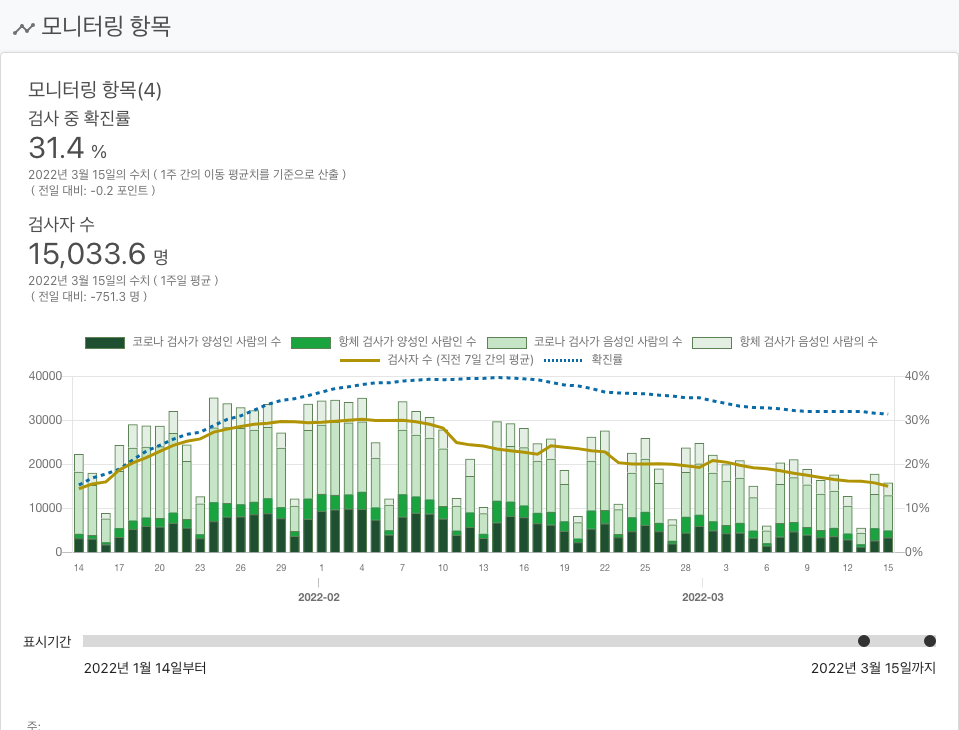 모니터링 항목
모니터링 항목(4)
검사 중 확진률
31.4 %
2022년 3월 15일의 수치 ( 1주 간의 이동 평균치를 기준으로 산출 )
( 전일 대비: -0.2 포인트 )
검사자 수
15,033.6 명
2022년 3월 15일의 수치 ( 1주일 평균 )
( 전일 대비: -751.3 명 )
코로나 검사가 양성인 사람의 수 항체 검사가 양성인 사람인 수 코로나 검사가 음성인 사람의 수 항체 검사가 음성인 사람의 수
검사자 수 (직전 7일 간의 평균) 확진률
40000 40%
30000 30%
20000 20%
10000 10%
0 0%
14 17 20 23 26 29 1 4 7 10 13 16 19 22 25 28 3 6 9 12 15
2022-02 2022-03
표시기간
2022년 1월 14일부터 2022년 3월 15일까지
주: